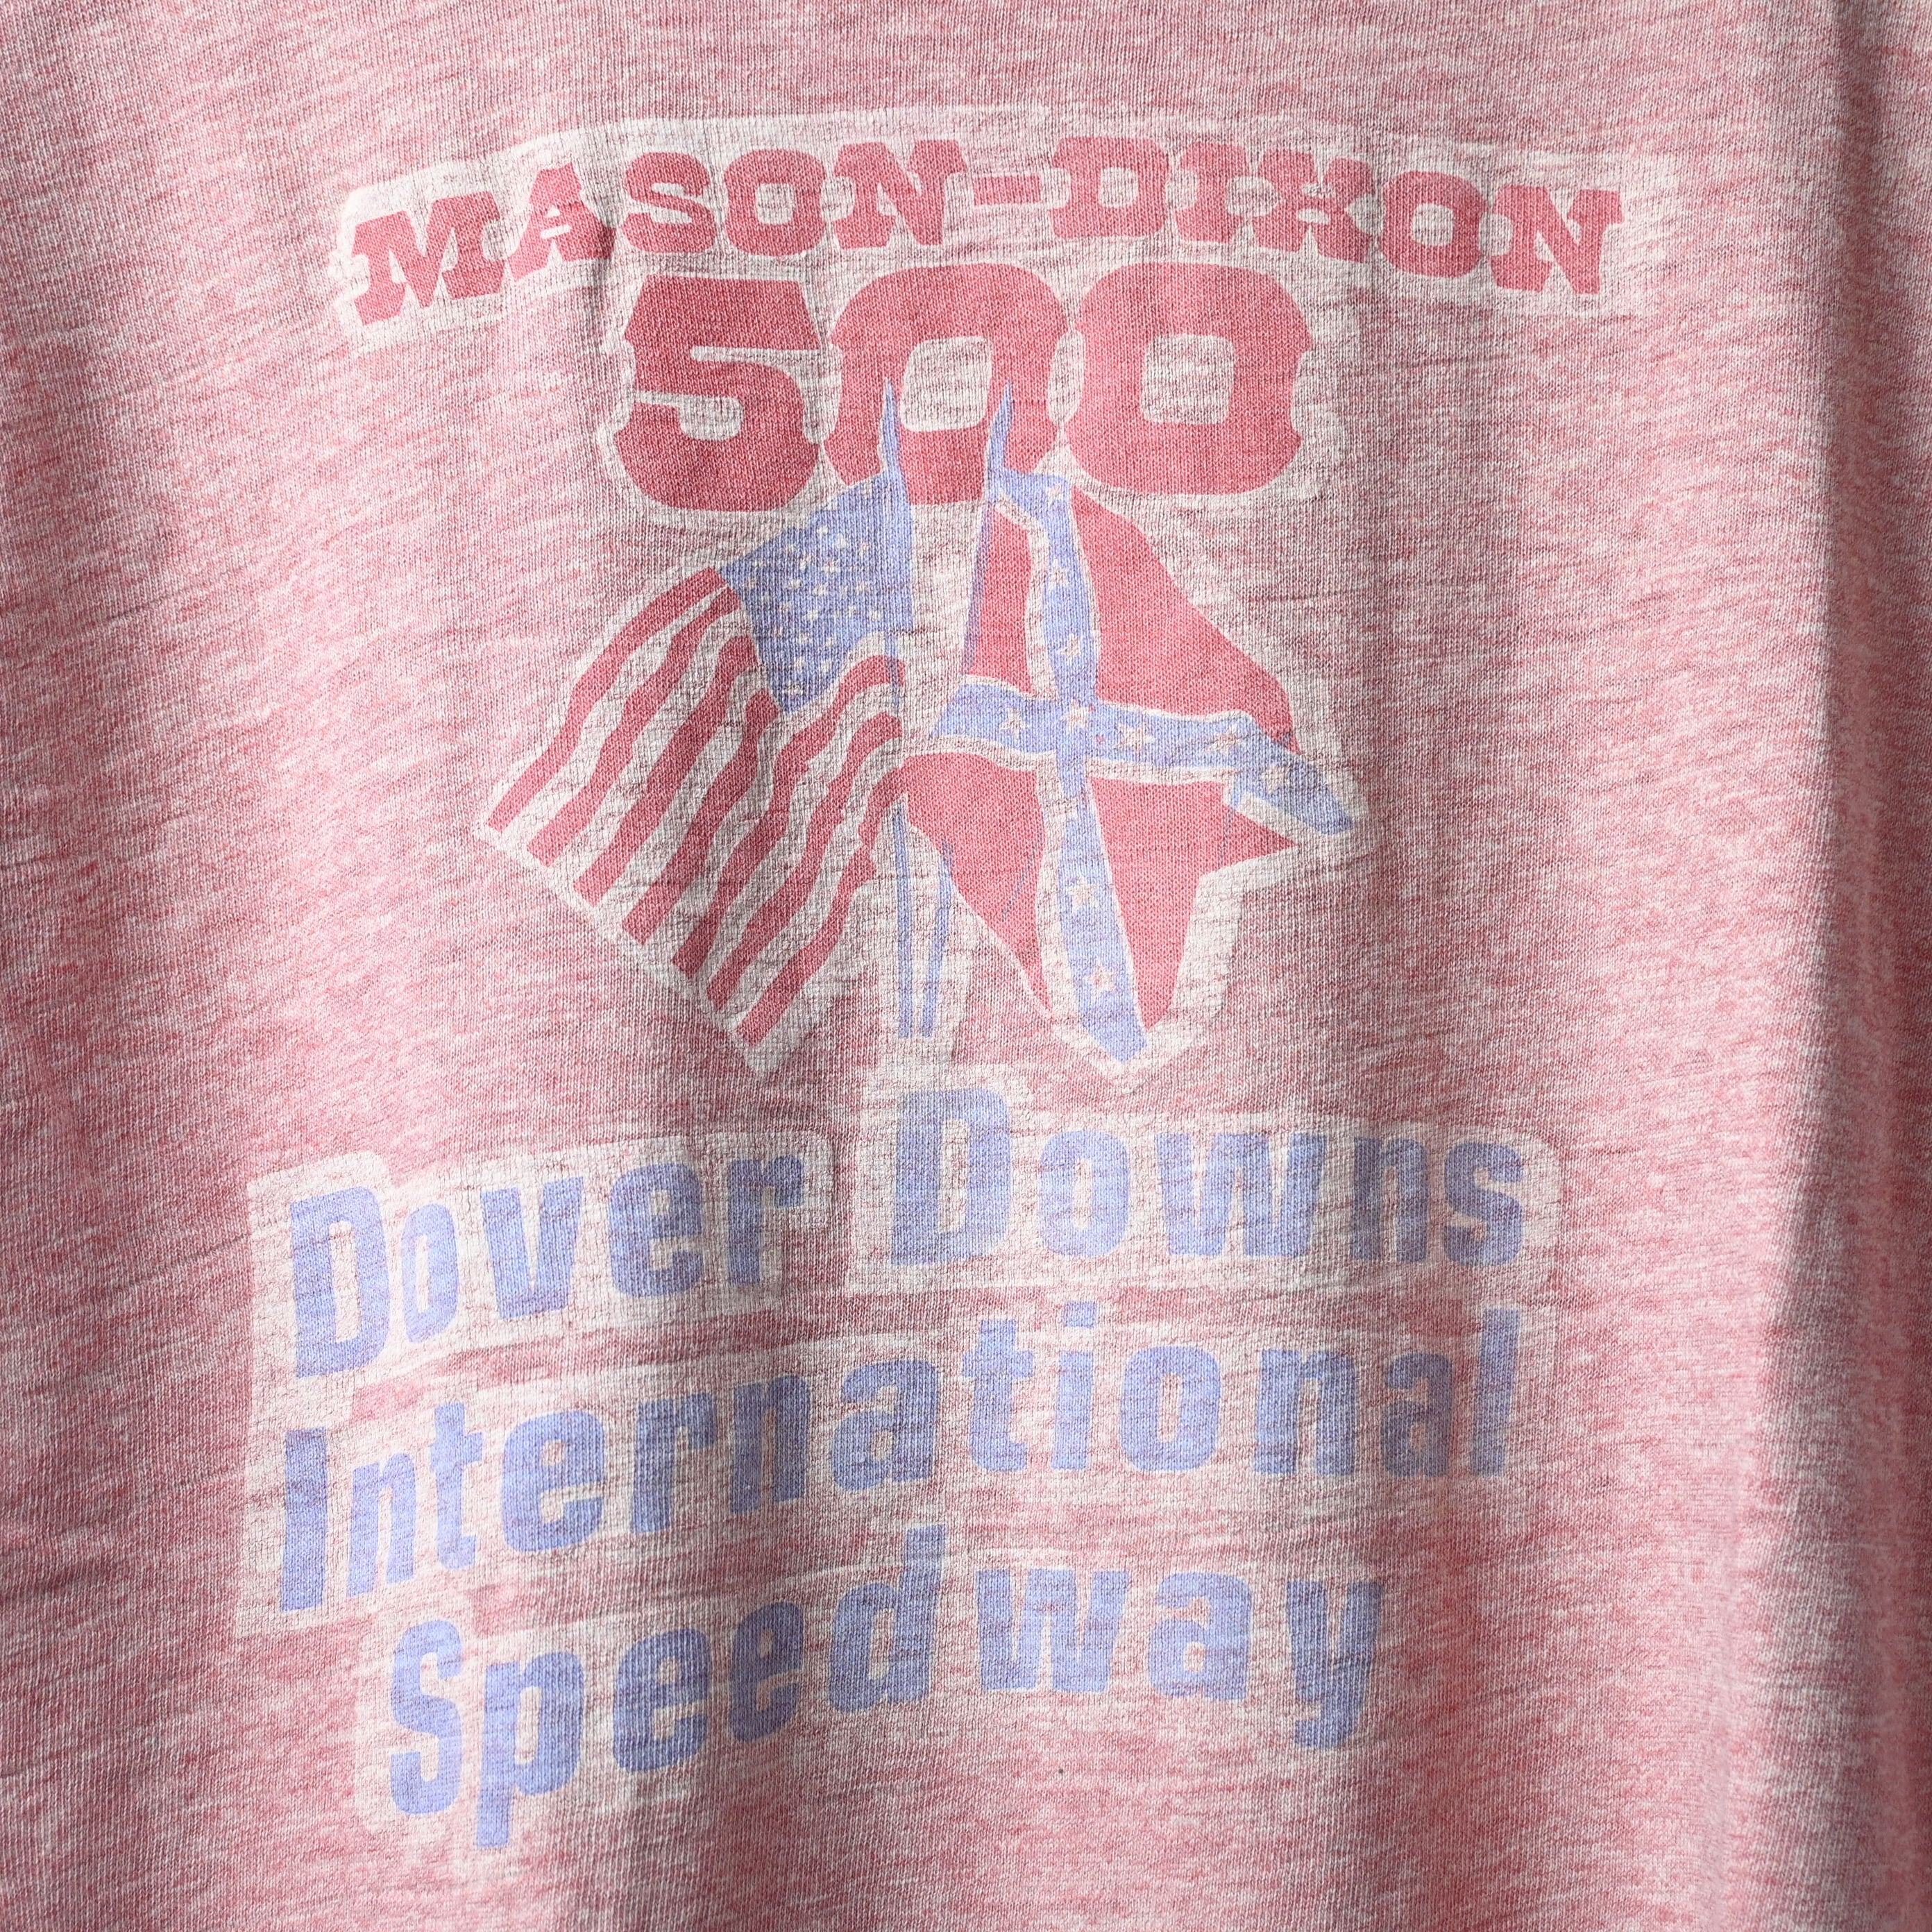 MASON-DIXON
500
Dover Downs
International
Speedway